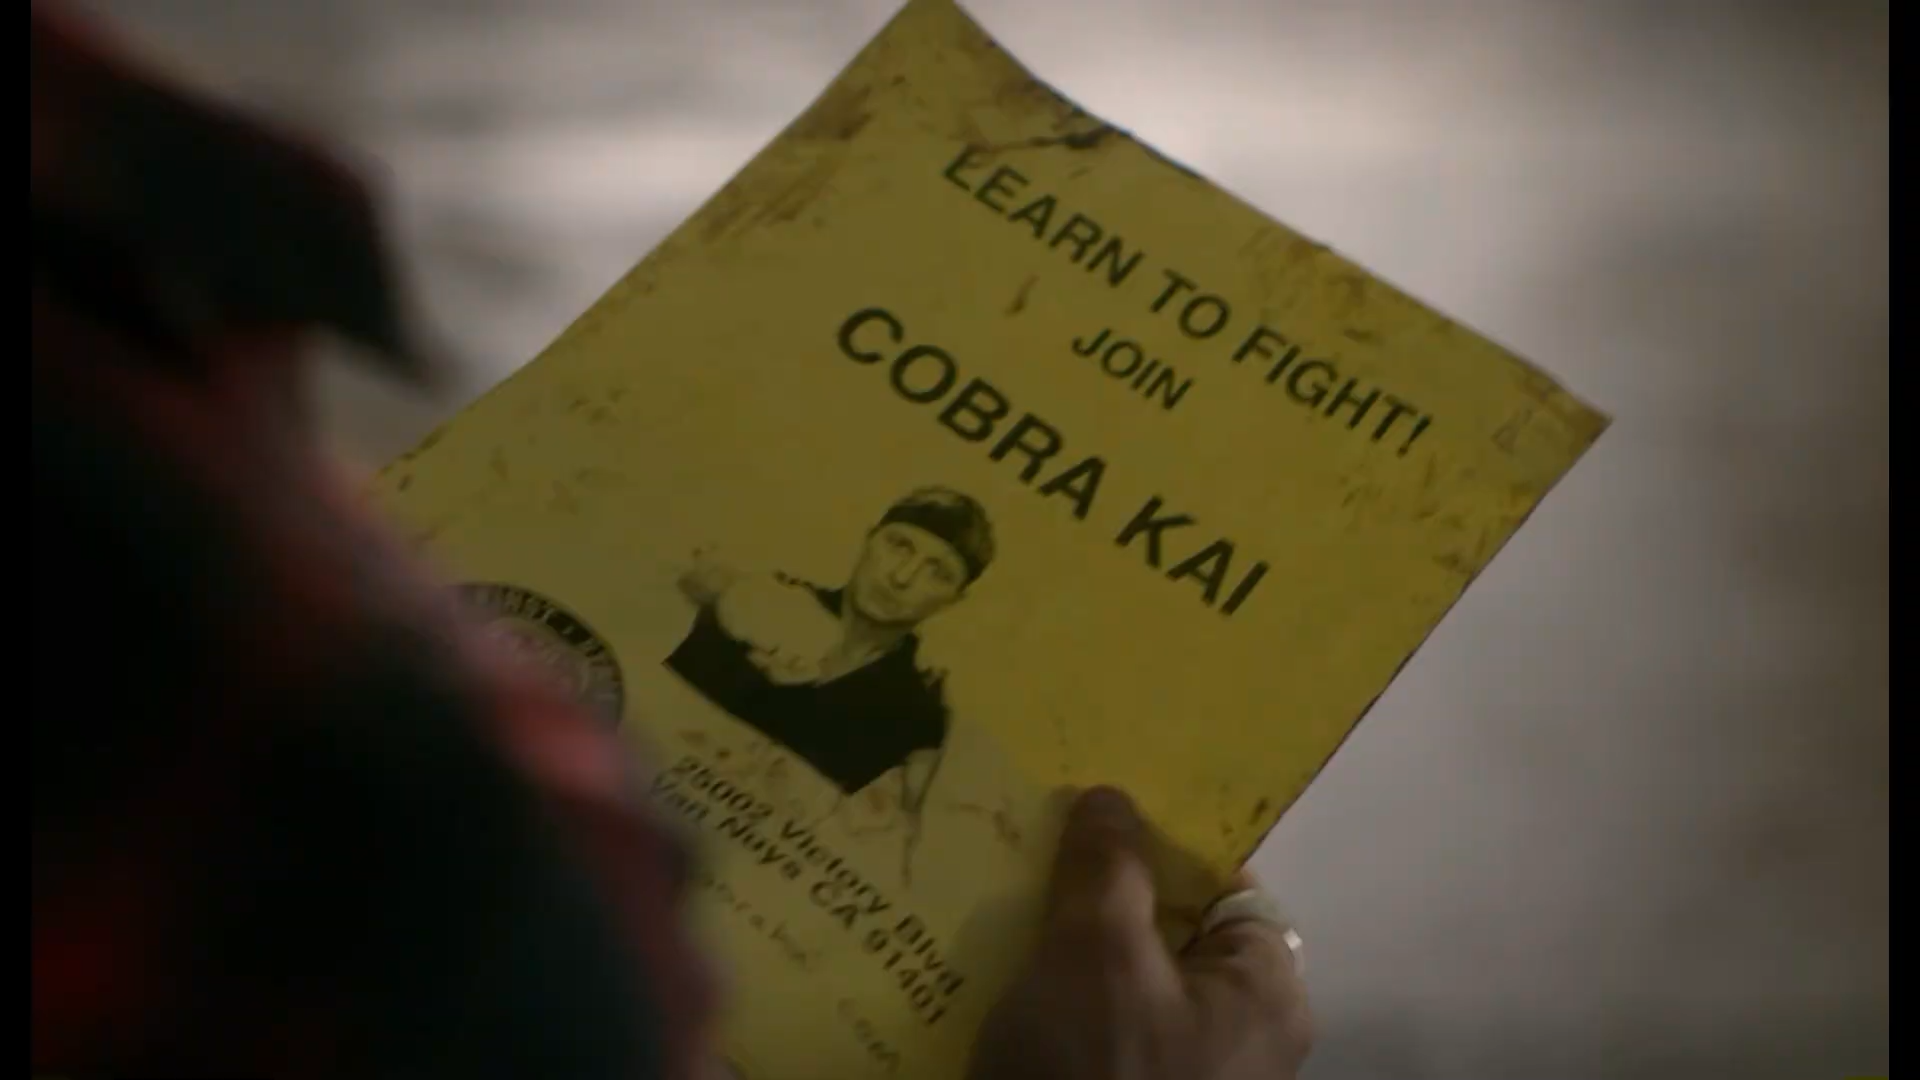 LEARN TO FIGHT!
JOIN
COBRA KAI
25002 Victory Blvd
Van Nuys CA 91401